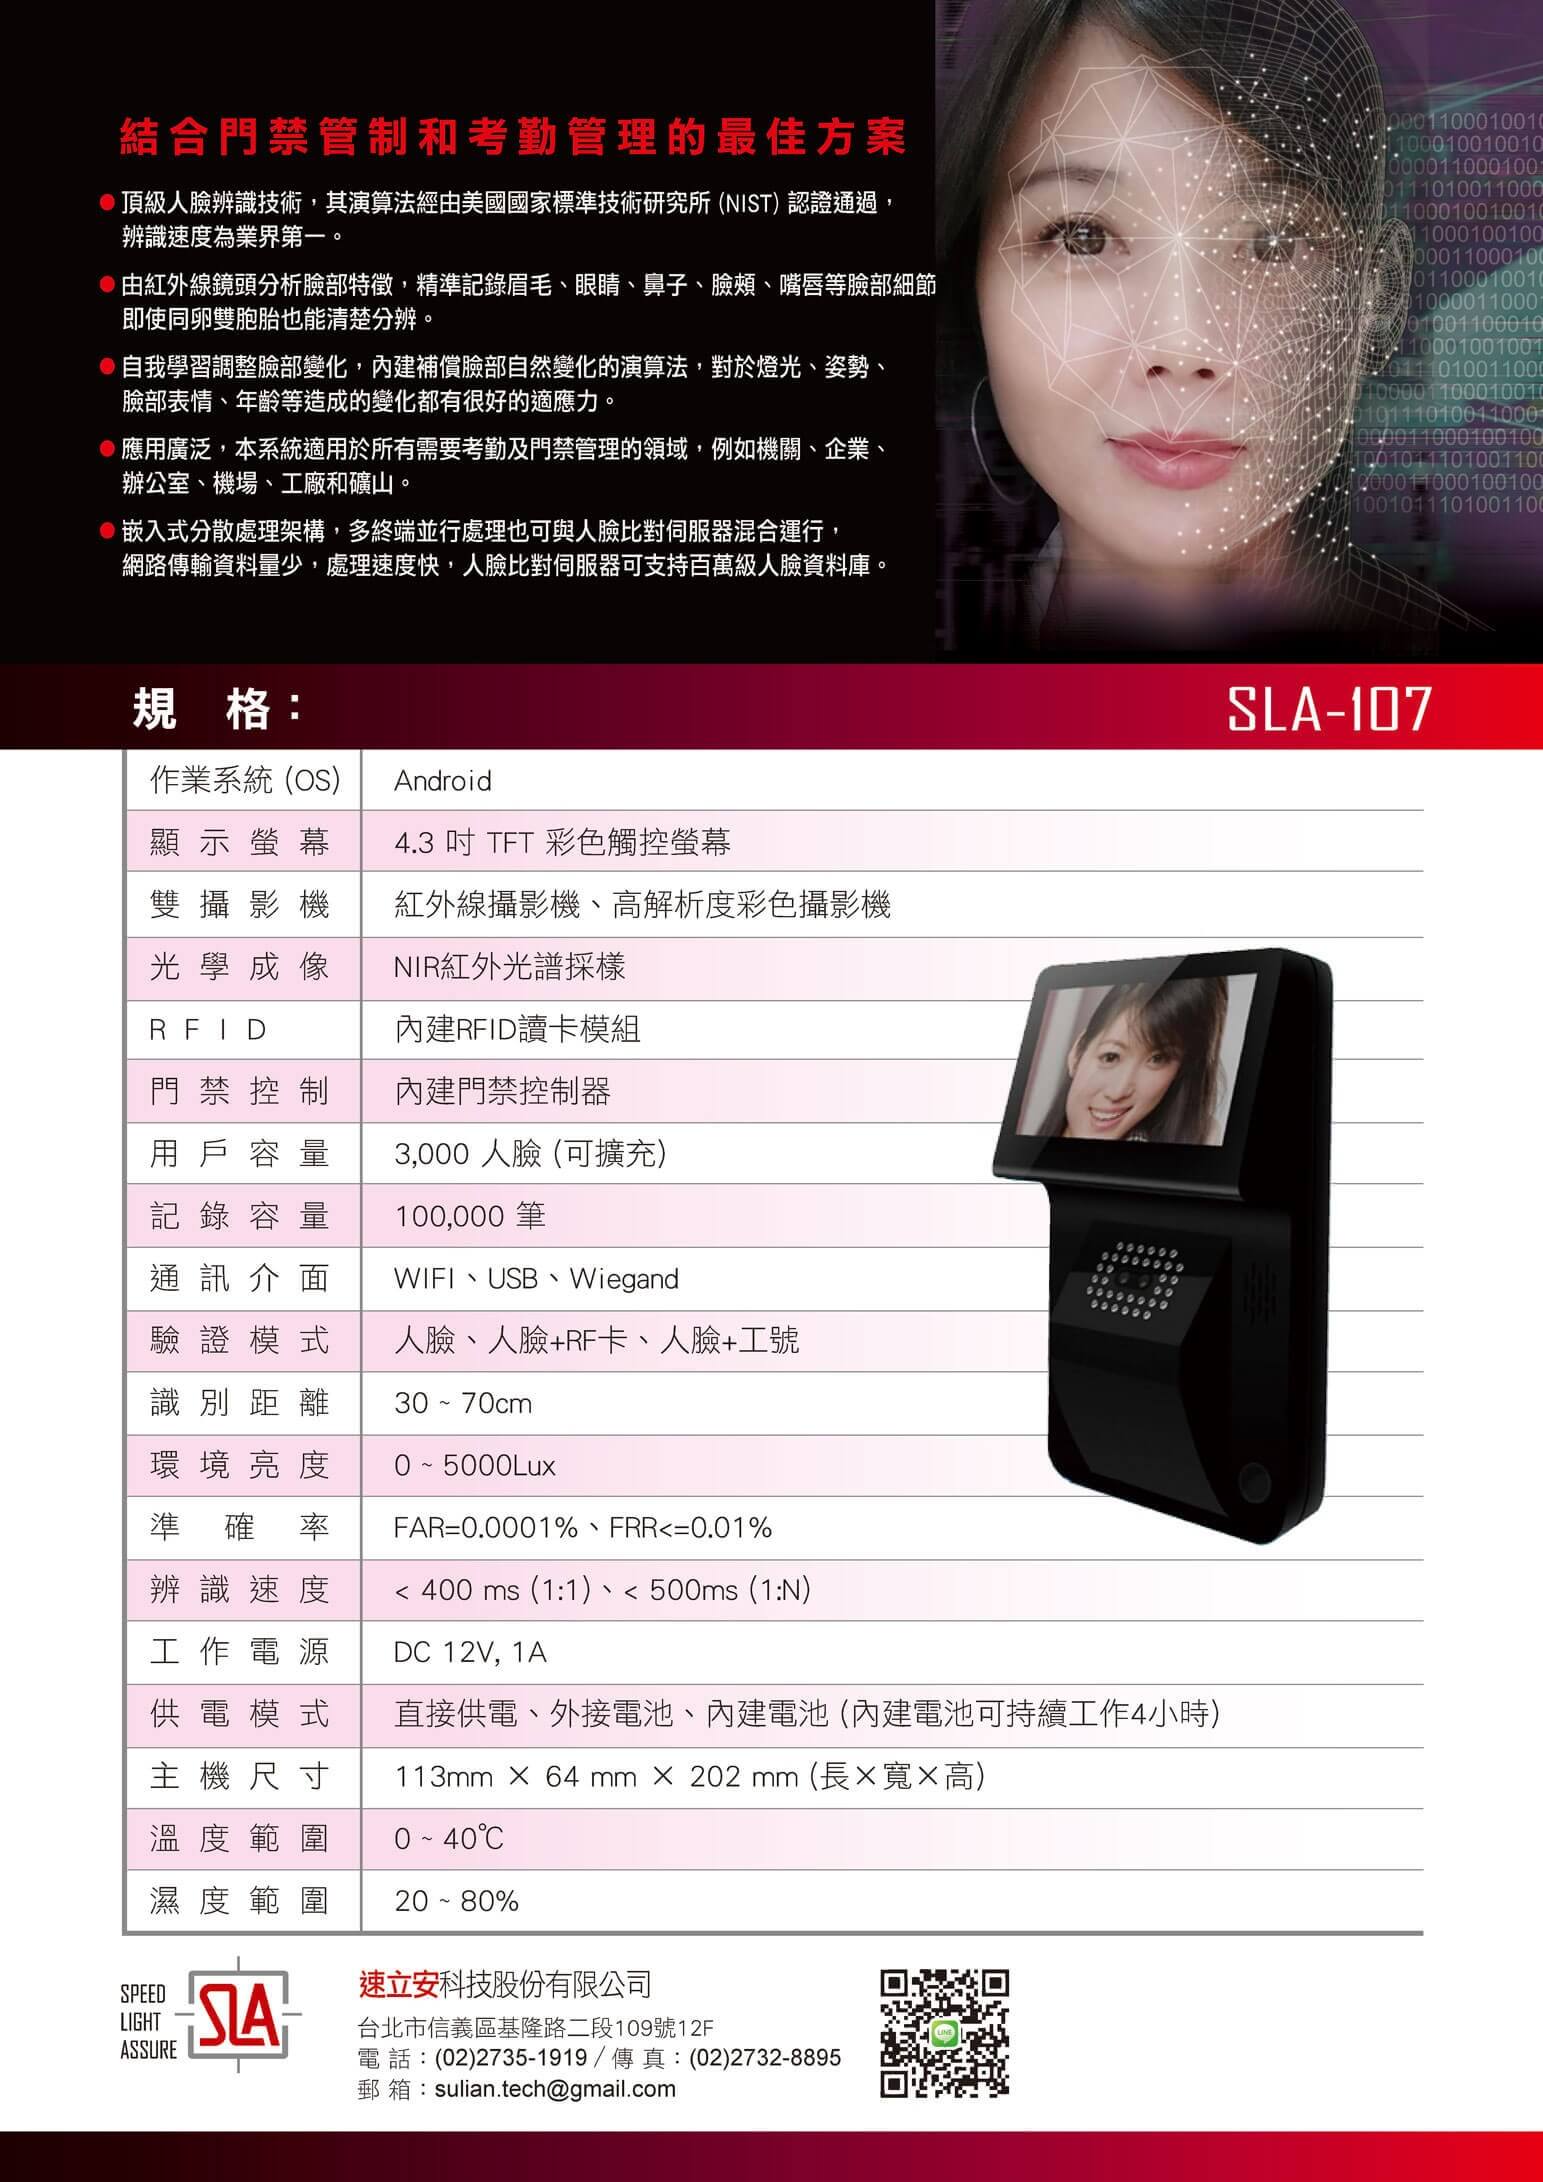 結合門禁管制和考勤管理的最佳方案
●頂級人臉辨識技術，其演算法經由美國國家標準技術研究所 (NIST) 認證通過，
辨識速度為業界第一。
●由紅外線鏡頭分析臉部特徵，精準記錄眉毛、眼睛、鼻子、臉頰、嘴唇等臉部細節
即使同卵雙胞胎也能清楚分辨。
●自我學習調整臉部變化，內建補償臉部自然變化的演算法，對於燈光、姿勢、
臉部表情、年齡等造成的變化都有很好的適應力。
●應用廣泛，本系統適用於所有需要考勤及門禁管理的領域，例如機關、企業、
辦公室、機場、工廠和礦山。
●嵌入式分散處理架構，多終端並行處理也可與人臉比對伺服器混合運行，
網路傳輸資料量少，處理速度快，人臉比對伺服器可支持百萬級人臉資料庫。
規 格： SLA-107
作業系統 (OS) Android
顯示螢幕 4.3 吋 TFT 彩色觸控螢幕
雙攝影機 紅外線攝影機、高解析度彩色攝影機
光學成像 NIR紅外光譜採樣
RFID 內建RFID讀卡模組
門禁控制 內建門禁控制器
用戶容量 3,000 人臉 (可擴充)
記錄容量 100,000 筆
通訊介面 WIFI、USB、Wiegand
驗證模式 人臉、人臉+RF卡、人臉+工號
識別距離 30 ~ 70cm
環境亮度 0 ~ 5000Lux
準確率 FAR=0.0001%、FRR<=0.01%
辨識速度 < 400 ms (1:1)、< 500ms (1:N)
工作電源 DC 12V, 1A
供電模式 直接供電、外接電池、內建電池 (內建電池可持續工作4小時)
主機尺寸 113mm × 64 mm × 202 mm (長×寬×高)
溫度範圍 0 ~ 40℃
濕度範圍 20 ~ 80%
SPEED
LIGHT
ASSURE
SLA
速立安科技股份有限公司
台北市信義區基隆路二段109號12F
電 話：(02)2735-1919／傳 真：(02)2732-8895
郵 箱：sulian.tech@gmail.com
LINE